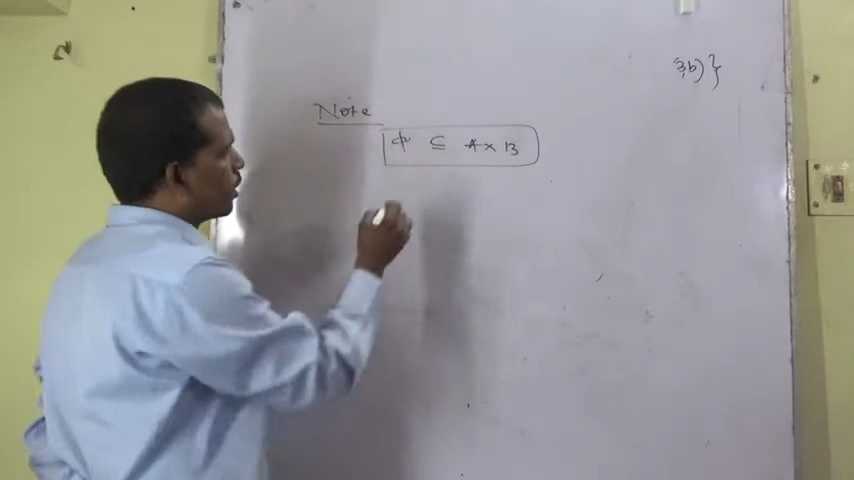 3,b)}
Note
ϕ ⊆ A × B